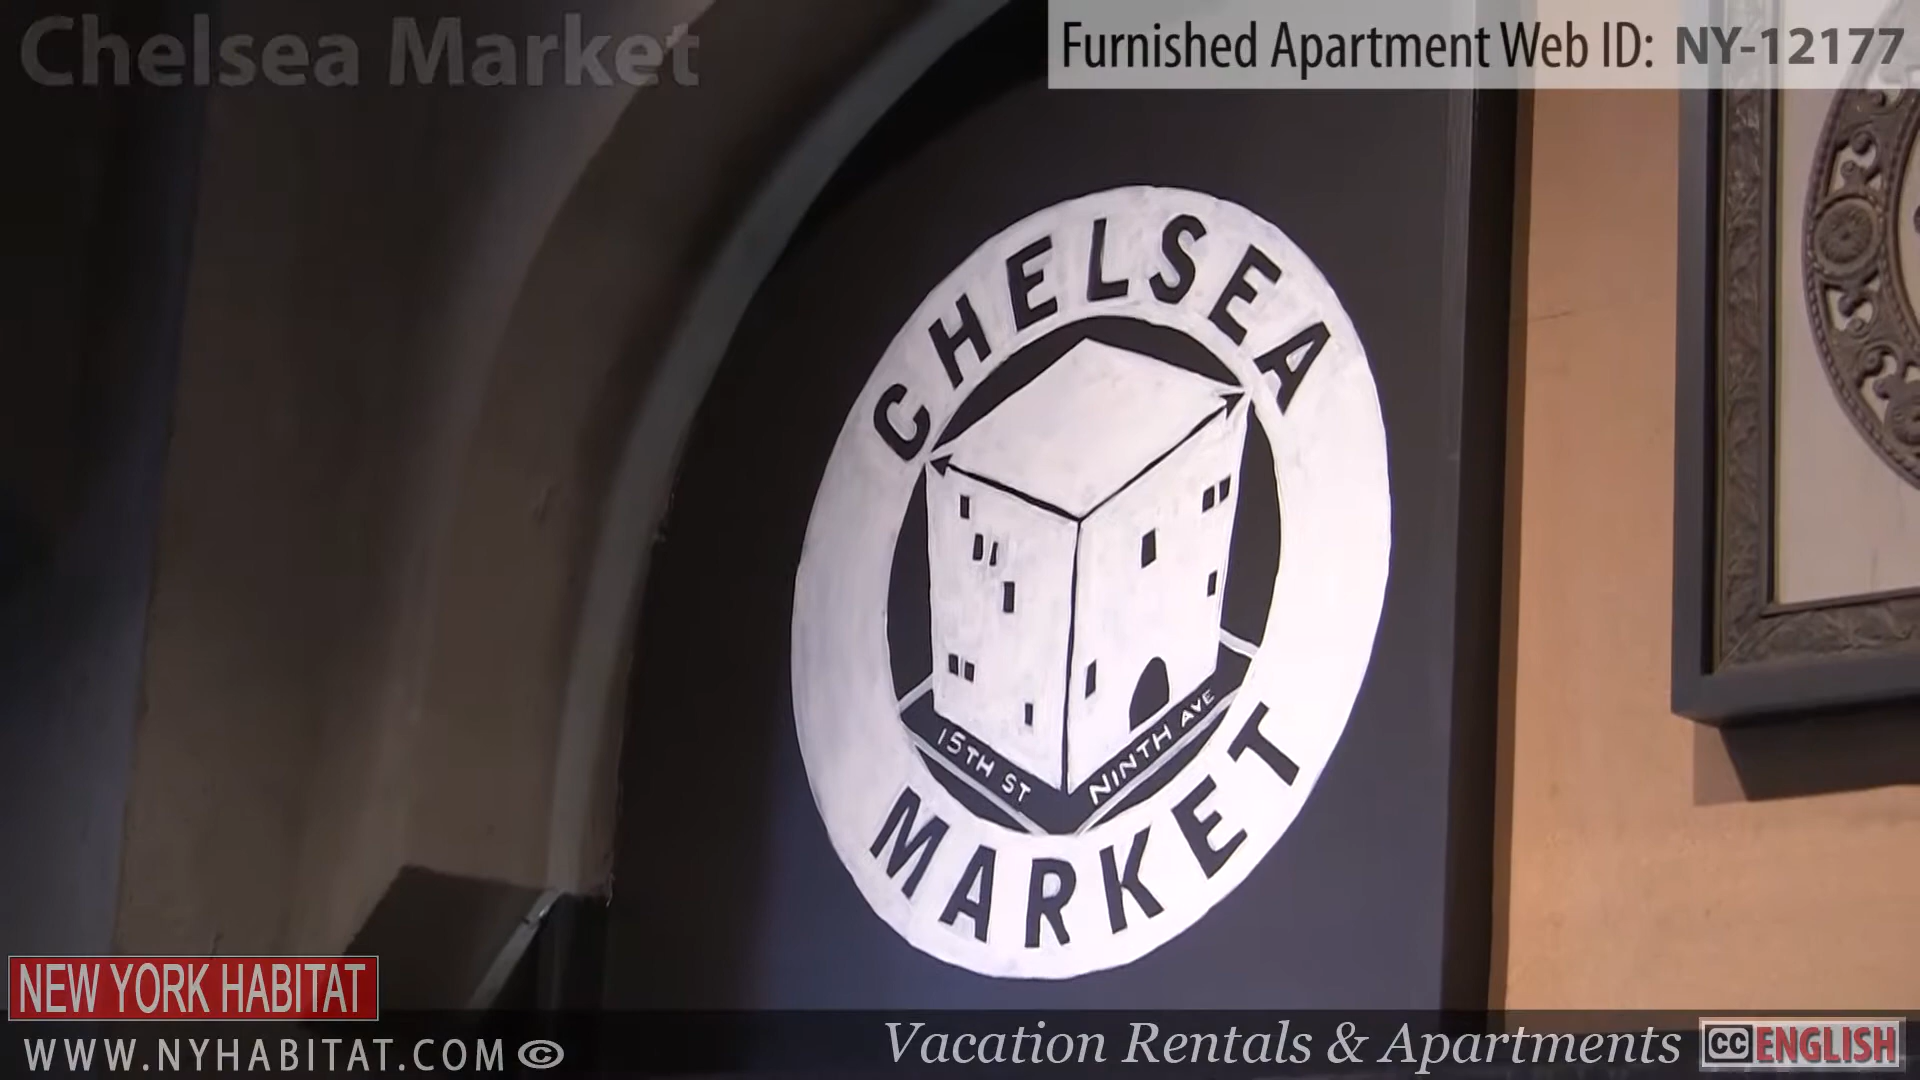 Chelsea Market
Furnished Apartment Web ID: NY-12177
CHELSEA
15TH ST
NINTH AVE
MARKET
NEW YORK HABITAT
WWW.NYHABITAT.COM ©
Vacation Rentals & Apartments
CC ENGLISH